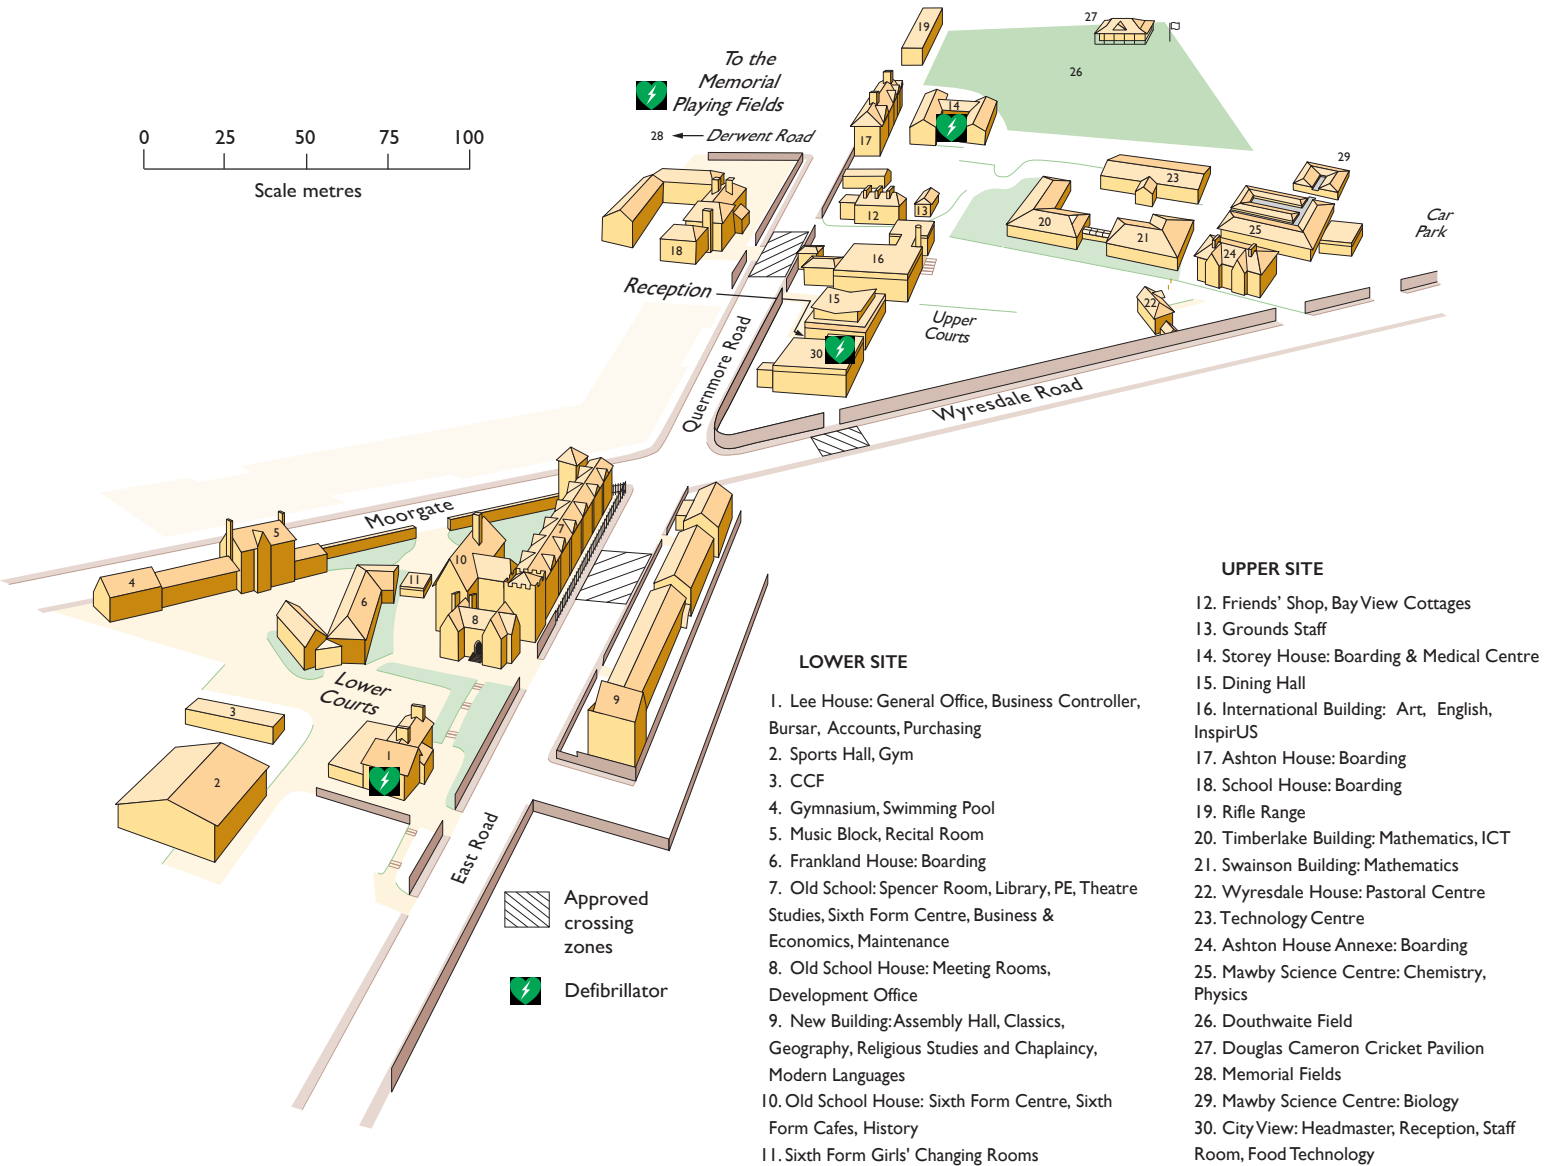 19
27
26
To the
Memorial
Playing Fields
28
Derwent Road
14
17
0 25 50 75 100
Scale metres
29
23
12
13
20
21
25
24
Car
Park
18
16
Reception
15
22
Upper
Courts
30
Quernmore Road
Wyresdale Road
Moorgate
5
7
4
10
11
6
8
Lower
Courts
9
3
1
2
East Road
Approved
crossing
zones
Defibrillator
LOWER SITE
1. Lee House: General Office, Business Controller,
Bursar, Accounts, Purchasing
2. Sports Hall, Gym
3. CCF
4. Gymnasium, Swimming Pool
5. Music Block, Recital Room
6. Frankland House: Boarding
7. Old School: Spencer Room, Library, PE, Theatre
Studies, Sixth Form Centre, Business &
Economics, Maintenance
8. Old School House: Meeting Rooms,
Development Office
9. New Building: Assembly Hall, Classics,
Geography, Religious Studies and Chaplaincy,
Modern Languages
10. Old School House: Sixth Form Centre, Sixth
Form Cafes, History
11. Sixth Form Girls' Changing Rooms
UPPER SITE
12. Friends' Shop, Bay View Cottages
13. Grounds Staff
14. Storey House: Boarding & Medical Centre
15. Dining Hall
16. International Building: Art, English,
InspirUS
17. Ashton House: Boarding
18. School House: Boarding
19. Rifle Range
20. Timberlake Building: Mathematics, ICT
21. Swainson Building: Mathematics
22. Wyresdale House: Pastoral Centre
23. Technology Centre
24. Ashton House Annexe: Boarding
25. Mawby Science Centre: Chemistry,
Physics
26. Douthwaite Field
27. Douglas Cameron Cricket Pavilion
28. Memorial Fields
29. Mawby Science Centre: Biology
30. City View: Headmaster, Reception, Staff
Room, Food Technology